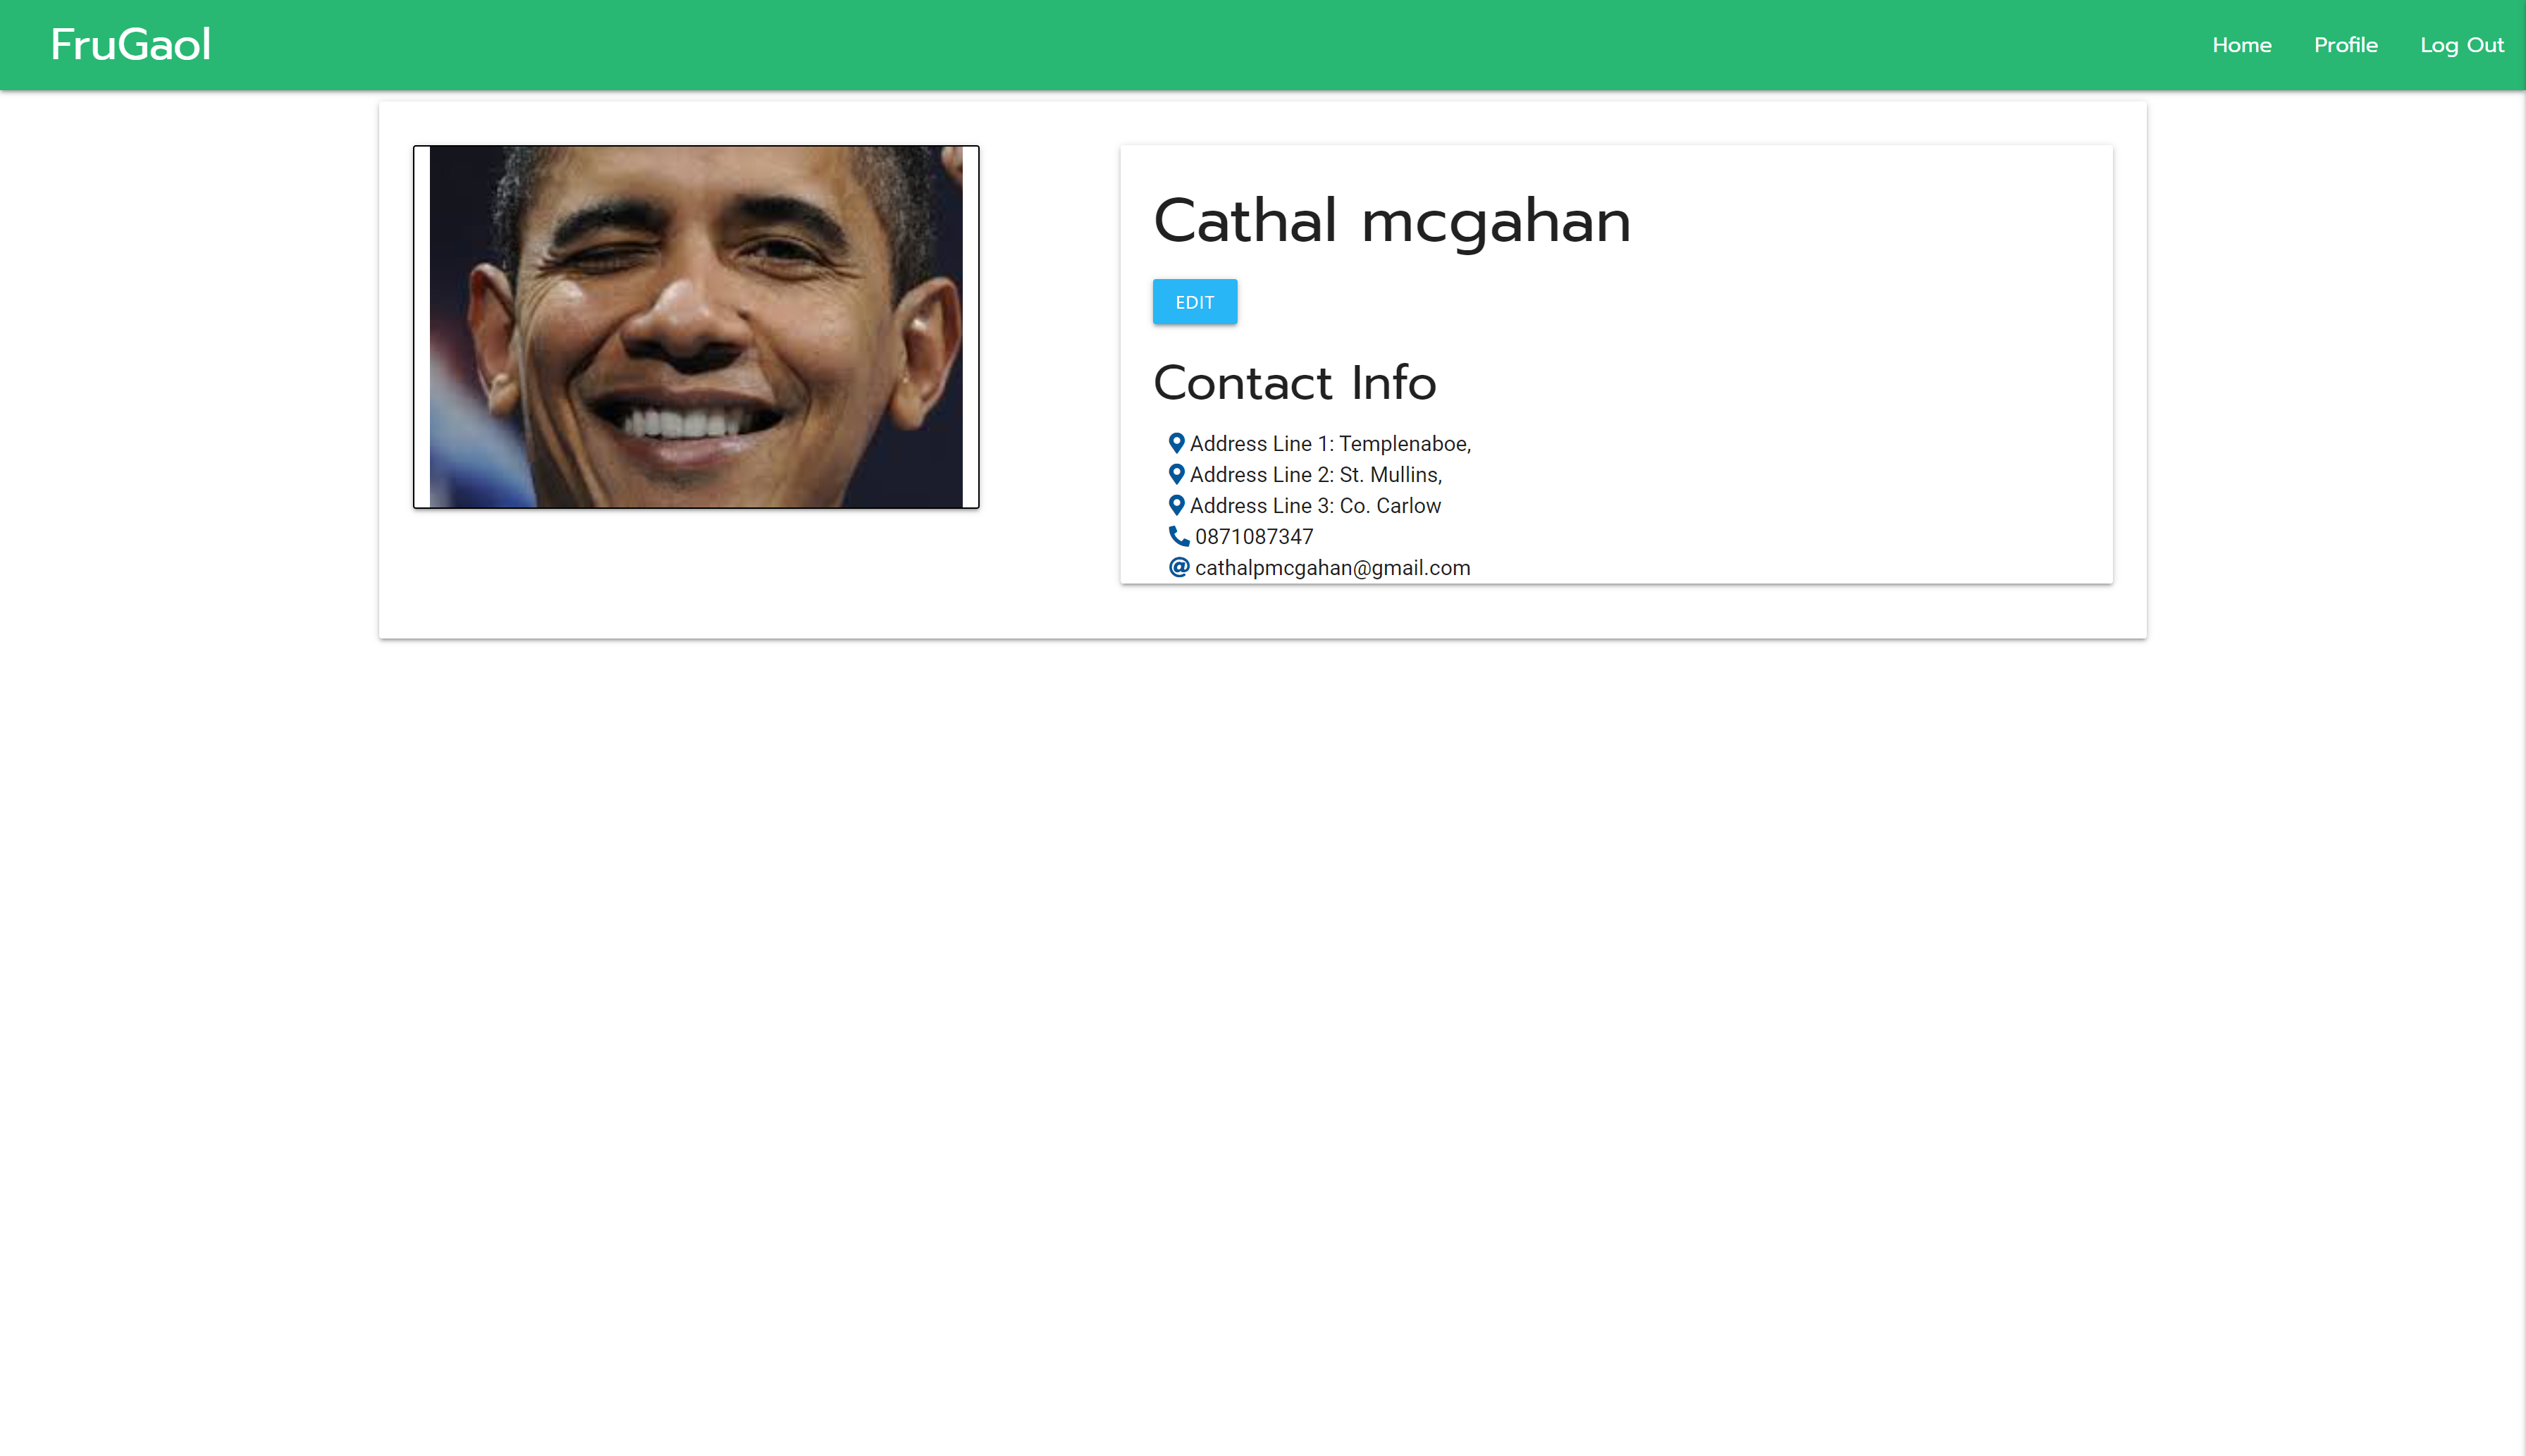 FruGaol
Home Profile Log Out
Cathal mcgahan
EDIT
Contact Info
Address Line 1: Templenaboe,
Address Line 2: St. Mullins,
Address Line 3: Co. Carlow
0871087347
cathalpmcgahan@gmail.com